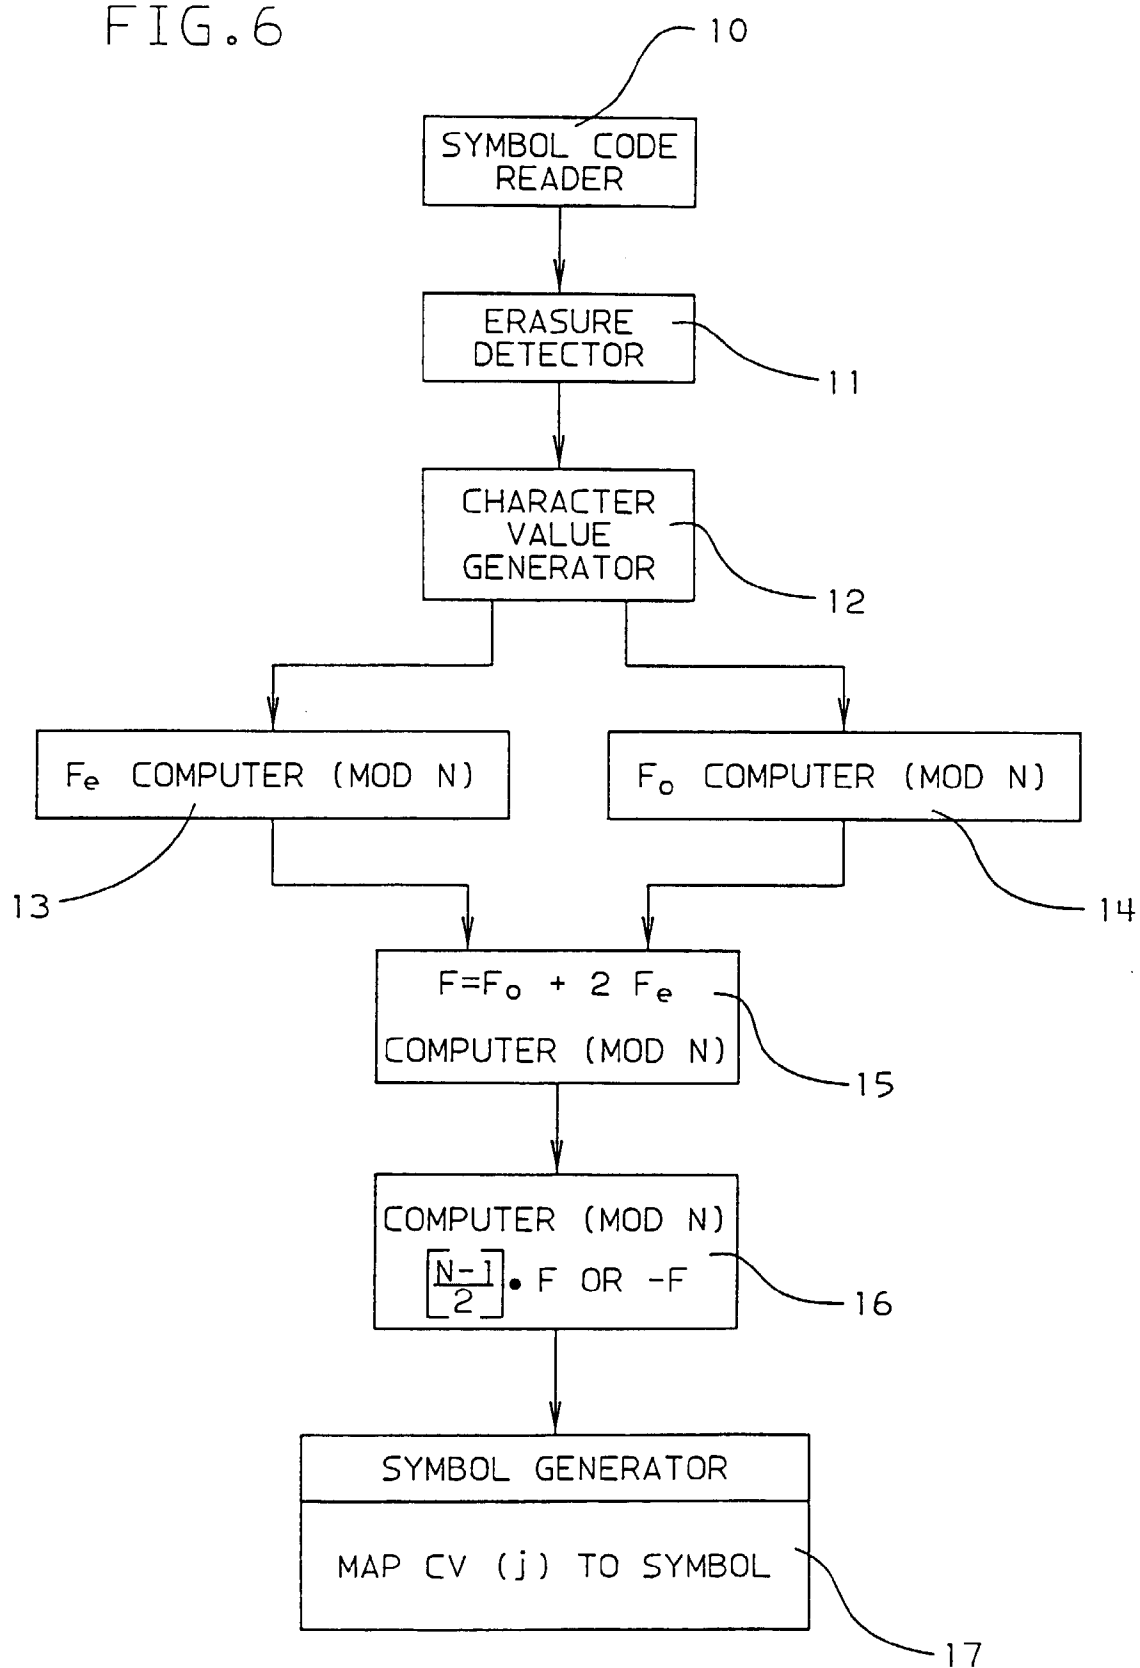 FIG.6
10
SYMBOL CODE
READER
ERASURE
DETECTOR
11
CHARACTER
VALUE
GENERATOR
12
Fe COMPUTER (MOD N)
Fo COMPUTER (MOD N)
13
14
F=Fo + 2 Fe
COMPUTER (MOD N)
15
COMPUTER (MOD N)
[N-1/2]• F OR -F
16
SYMBOL GENERATOR
MAP CV (j) TO SYMBOL
17